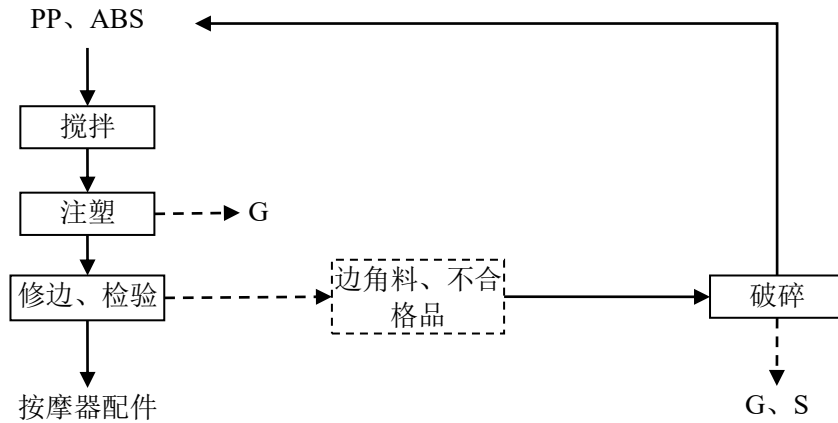 PP、ABS
搅拌
注塑
G
修边、检验
边角料、不合
格品
破碎
按摩器配件
G、S